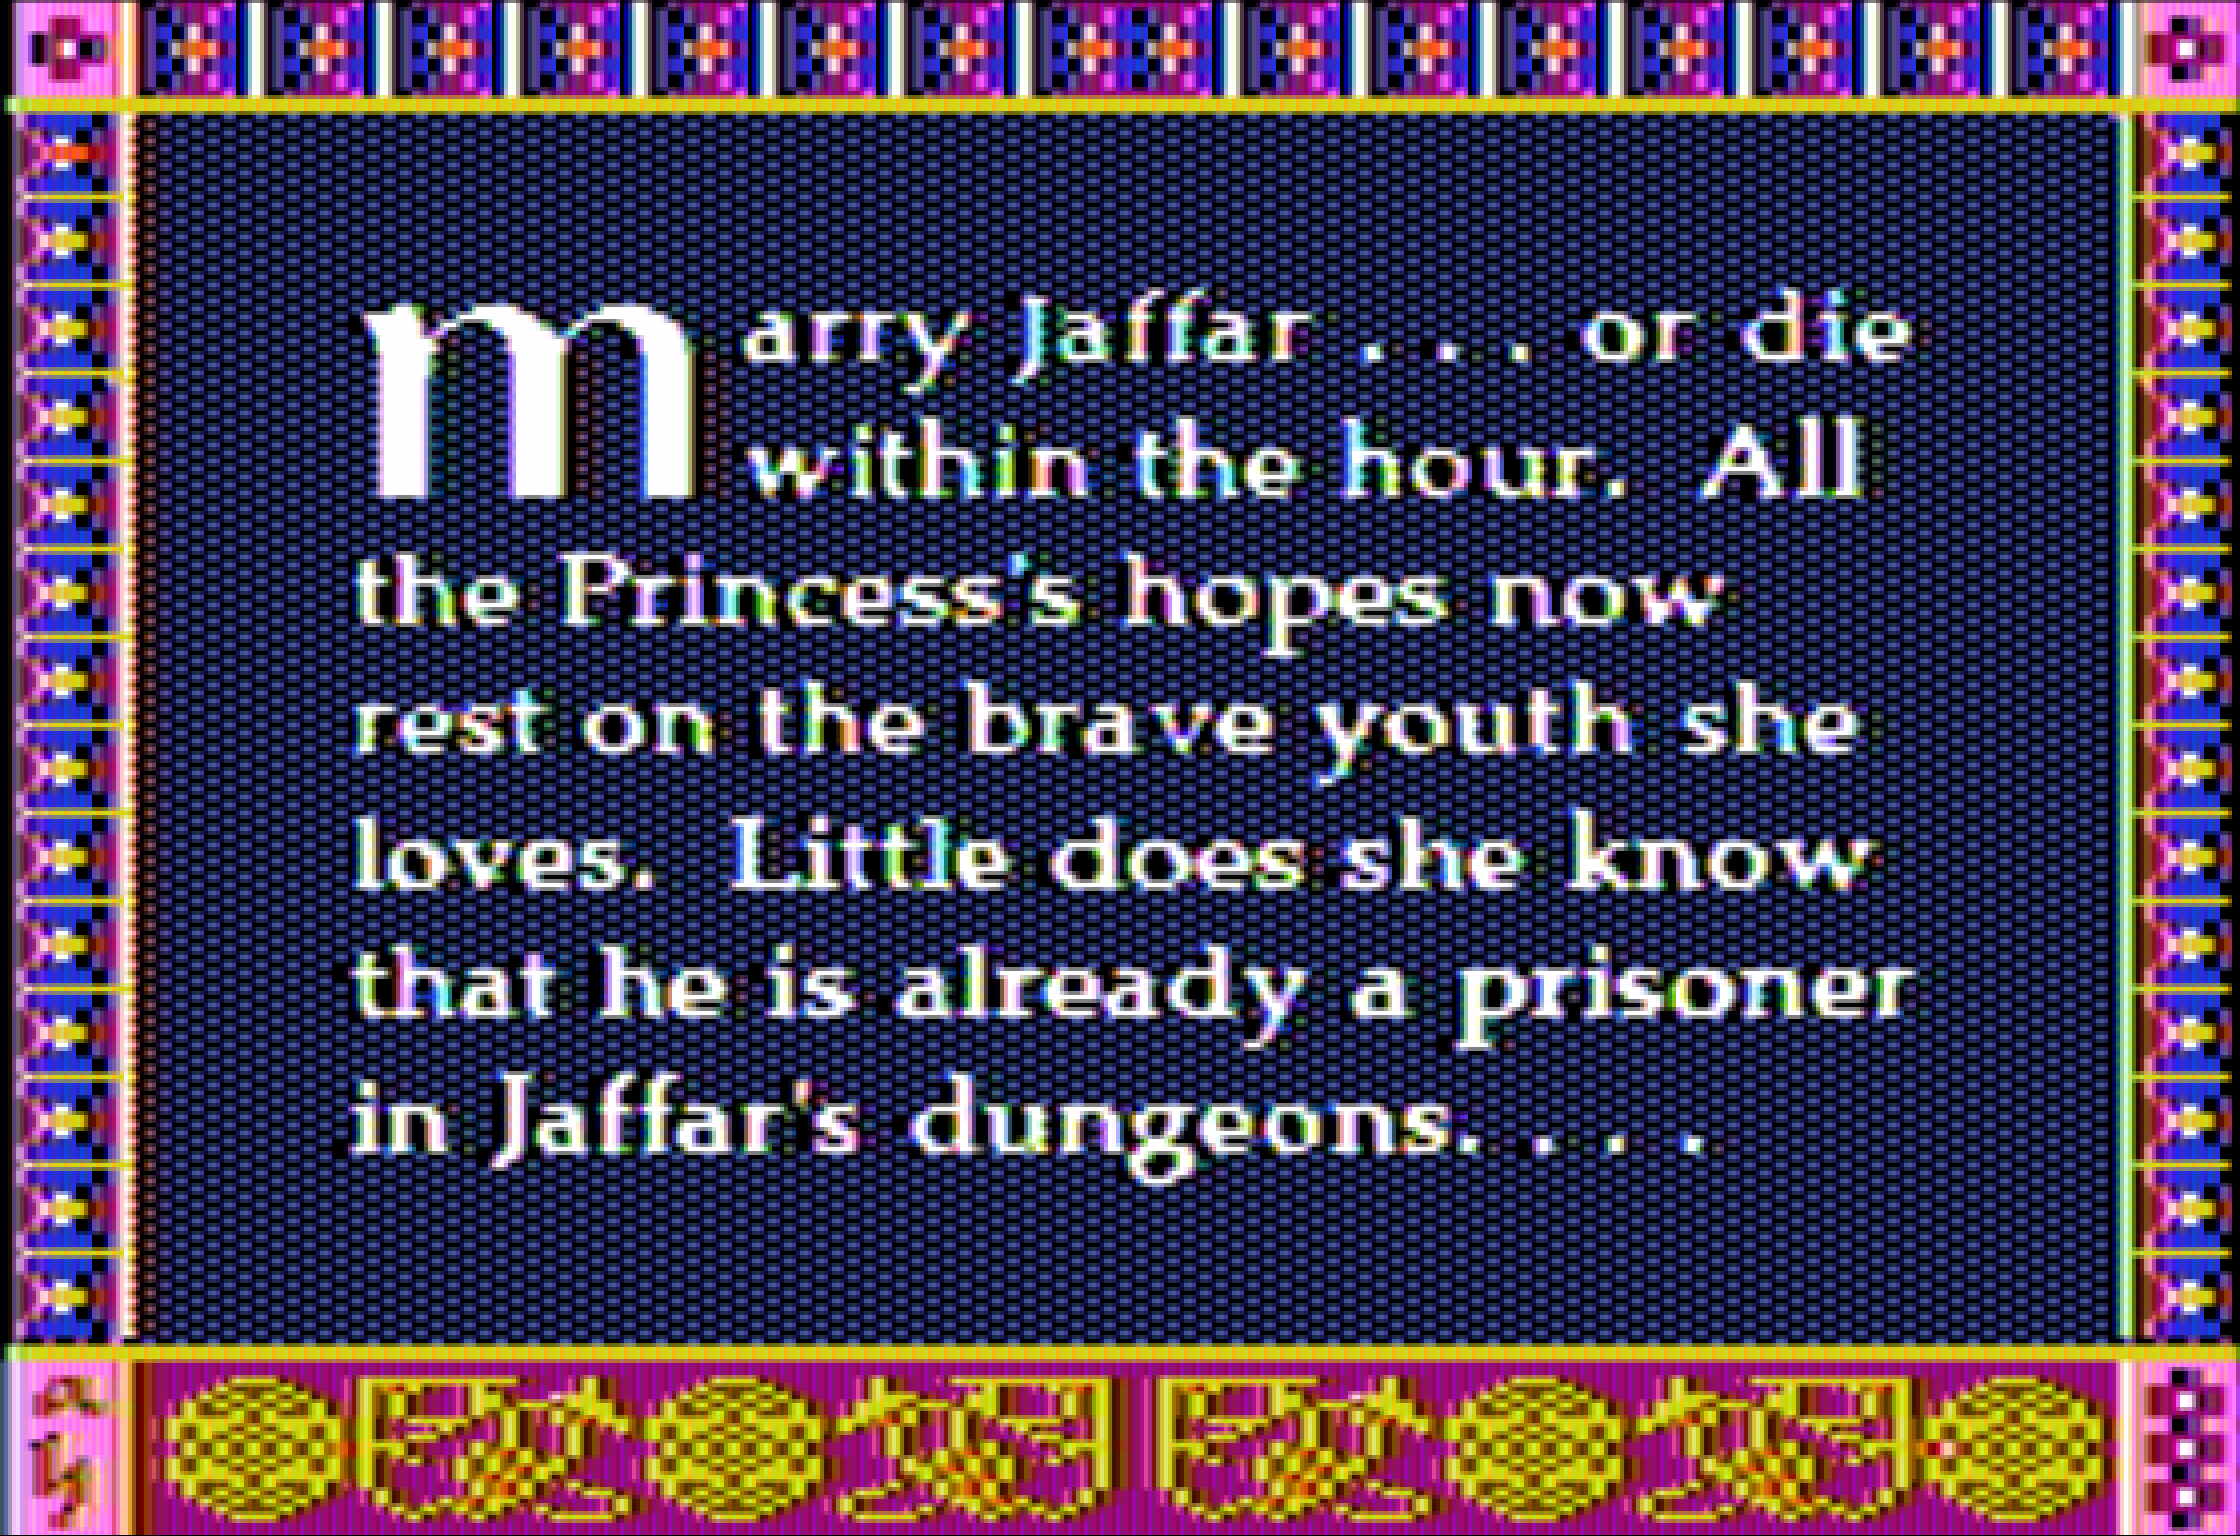 Marry Jaffar . . . or die
within the hour.  All
the Princess's hopes now
rest on the brave youth she
loves.  Little does she know
that he is already a prisoner
in Jaffar's dungeons. . . .